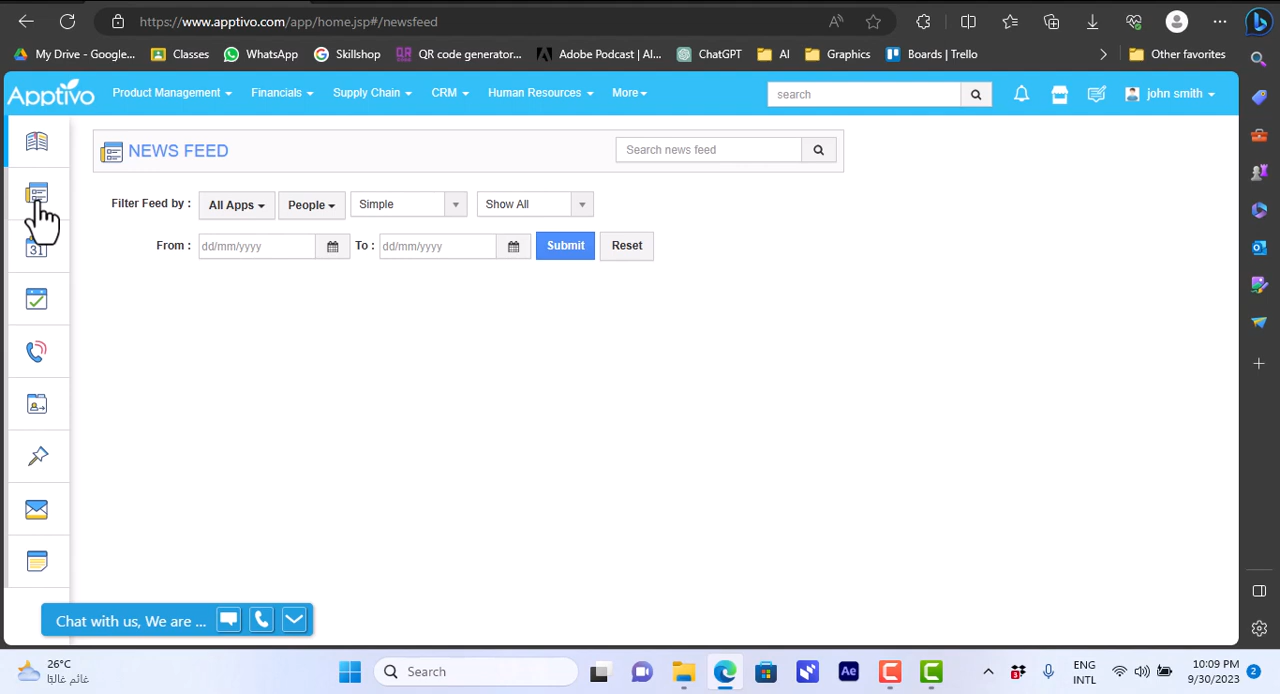 https://www.apptivo.com/app/home.jsp#/newsfeed
My Drive - Google... Classes WhatsApp Skillshop QR code generator... Adobe Podcast | AI... ChatGPT AI Graphics Boards | Trello Other favorites
Apptivo Product Management Financials Supply Chain CRM Human Resources More search john smith
NEWS FEED Search news feed
Filter Feed by : All Apps People Simple Show All
From : dd/mm/yyyy To : dd/mm/yyyy Submit Reset
31
Chat with us, We are ...
26°C
غائم غالبًا
Search
Ae
3
ENG
INTL
10:09 PM
9/30/2023
2